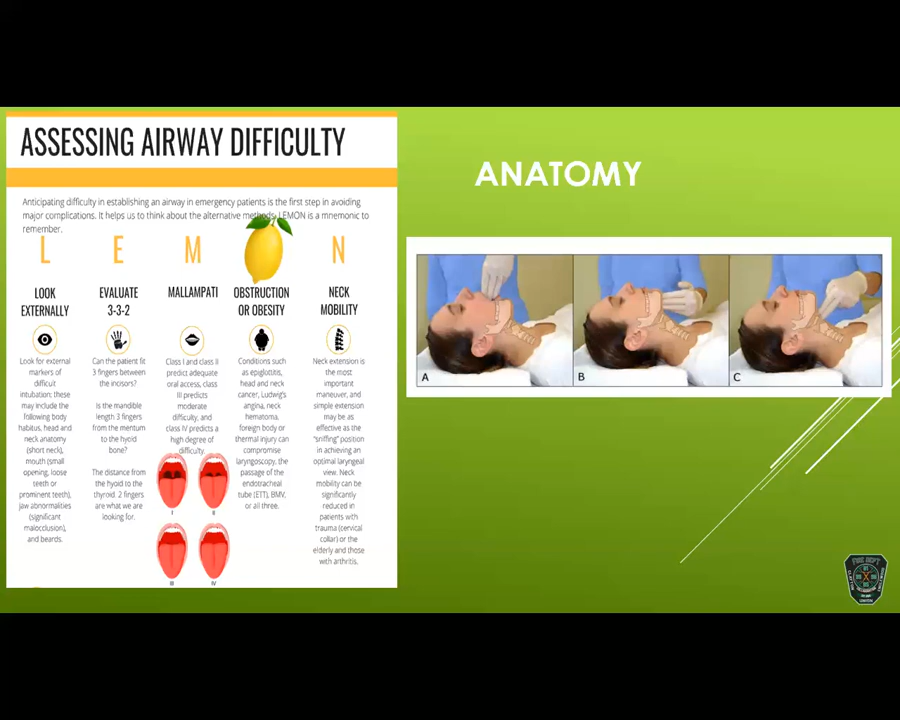 ASSESSING AIRWAY DIFFICULTY
Anticipating difficulty in establishing an airway in emergency patients is the first step in avoiding
major complications. It helps us to think about the alternative methods. LEMON is a mnemonic to
remember.
L
E
M
N
LOOK
EXTERNALLY
Look for external
markers of
difficult
intubation: these
may include the
following body
habitus, head and
neck anatomy
(short neck),
mouth (small
opening, loose
teeth or
prominent teeth),
jaw abnormalities
(significant
malocclusion),
and beards.
EVALUATE
3-3-2
Can the patient fit
3 fingers between
the incisors?
Is the mandible
length 3 fingers
from the mentum
to the hyoid
bone?
The distance from
the hyoid to the
thyroid. 2 fingers
are what we are
looking for.
MALLAMPATI
Class I and class II
predict adequate
oral access, class
III predicts
moderate
difficulty, and
class IV predicts a
high degree of
difficulty.
I
II
III
IV
OBSTRUCTION
OR OBESITY
Conditions such
as epiglottitis,
head and neck
cancer, Ludwig's
angina, neck
hematoma,
foreign body or
thermal injury can
compromise
laryngoscopy, the
passage of the
endotracheal
tube (ETT), BMV,
or all three.
NECK
MOBILITY
Neck extension is
the most
important
maneuver, and
simple extension
may be as
effective as the
"sniffing" position
in achieving an
optimal laryngeal
view. Neck
mobility can be
significantly
reduced in
patients with
trauma (cervical
collar) or the
elderly and those
with arthritis.
ANATOMY
A
B
C
FIRE DEPT